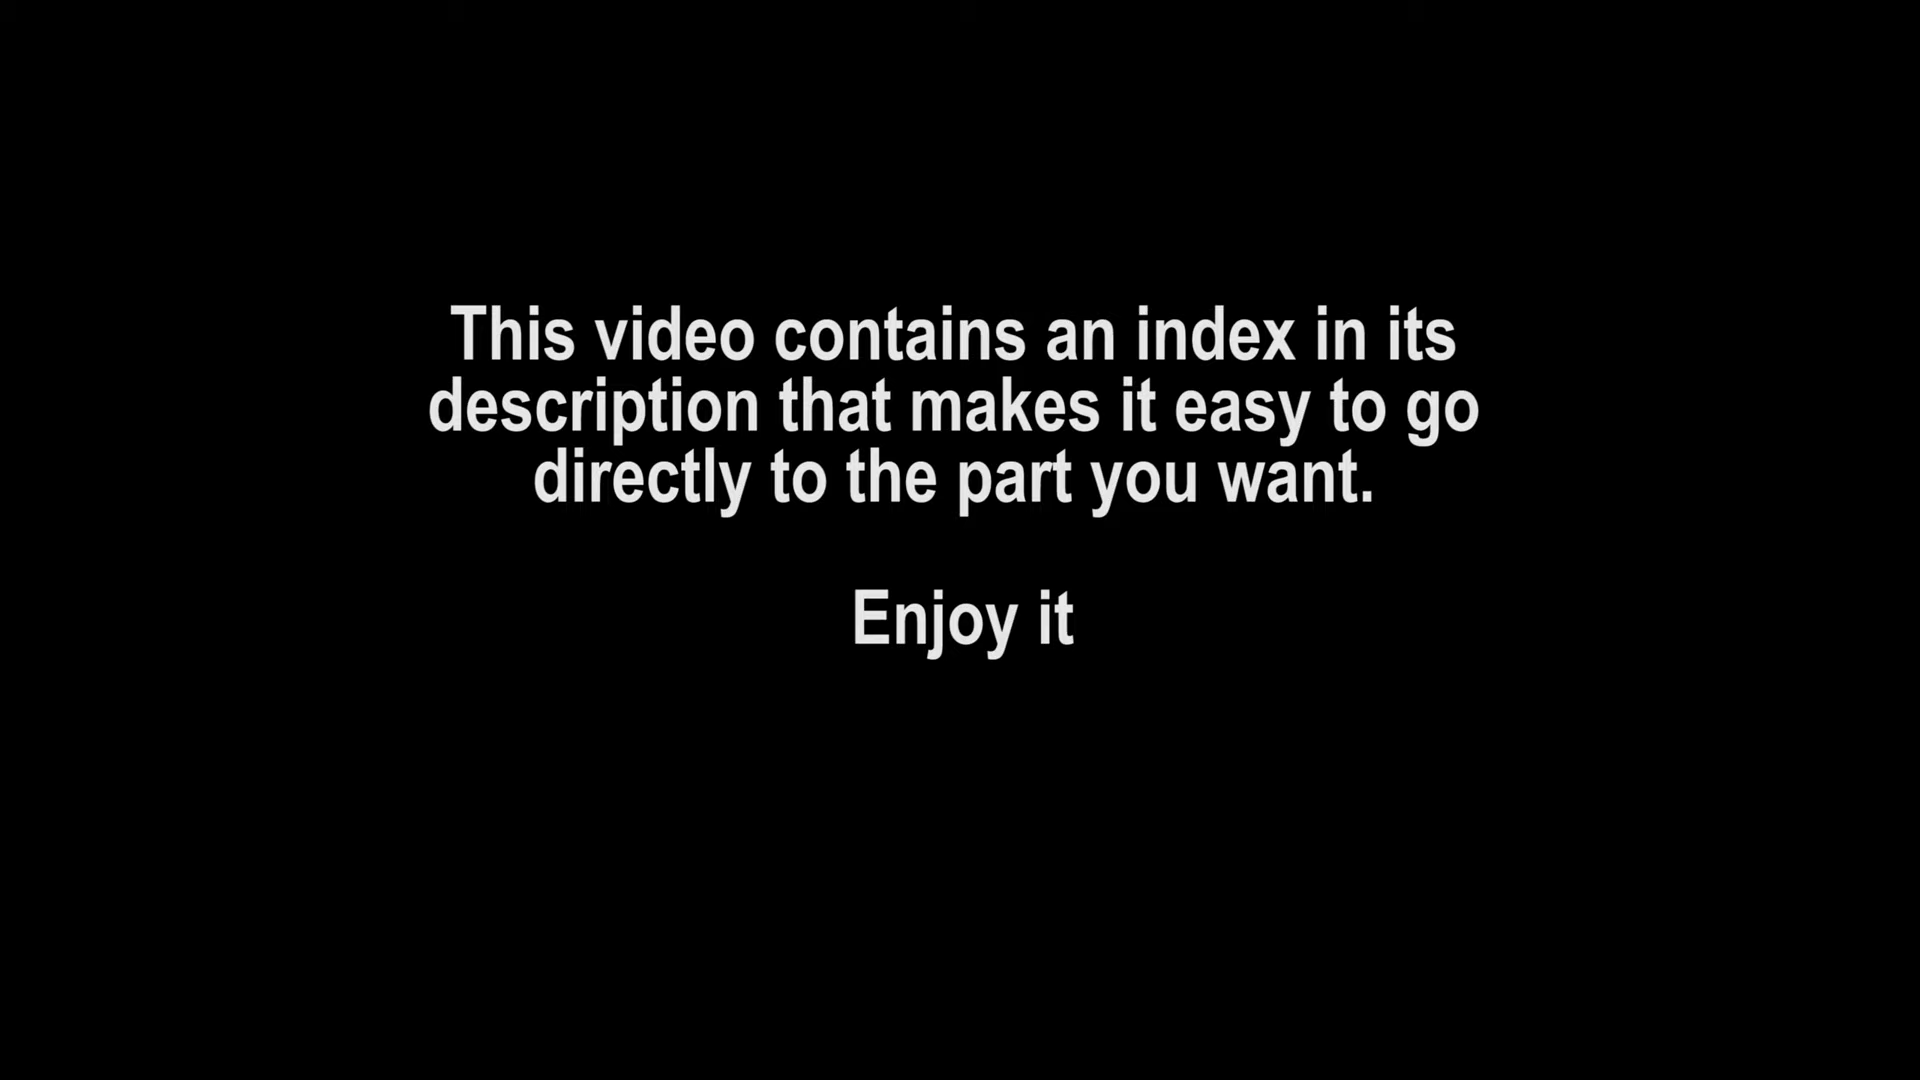 This video contains an index in its
description that makes it easy to go
directly to the part you want.
Enjoy it